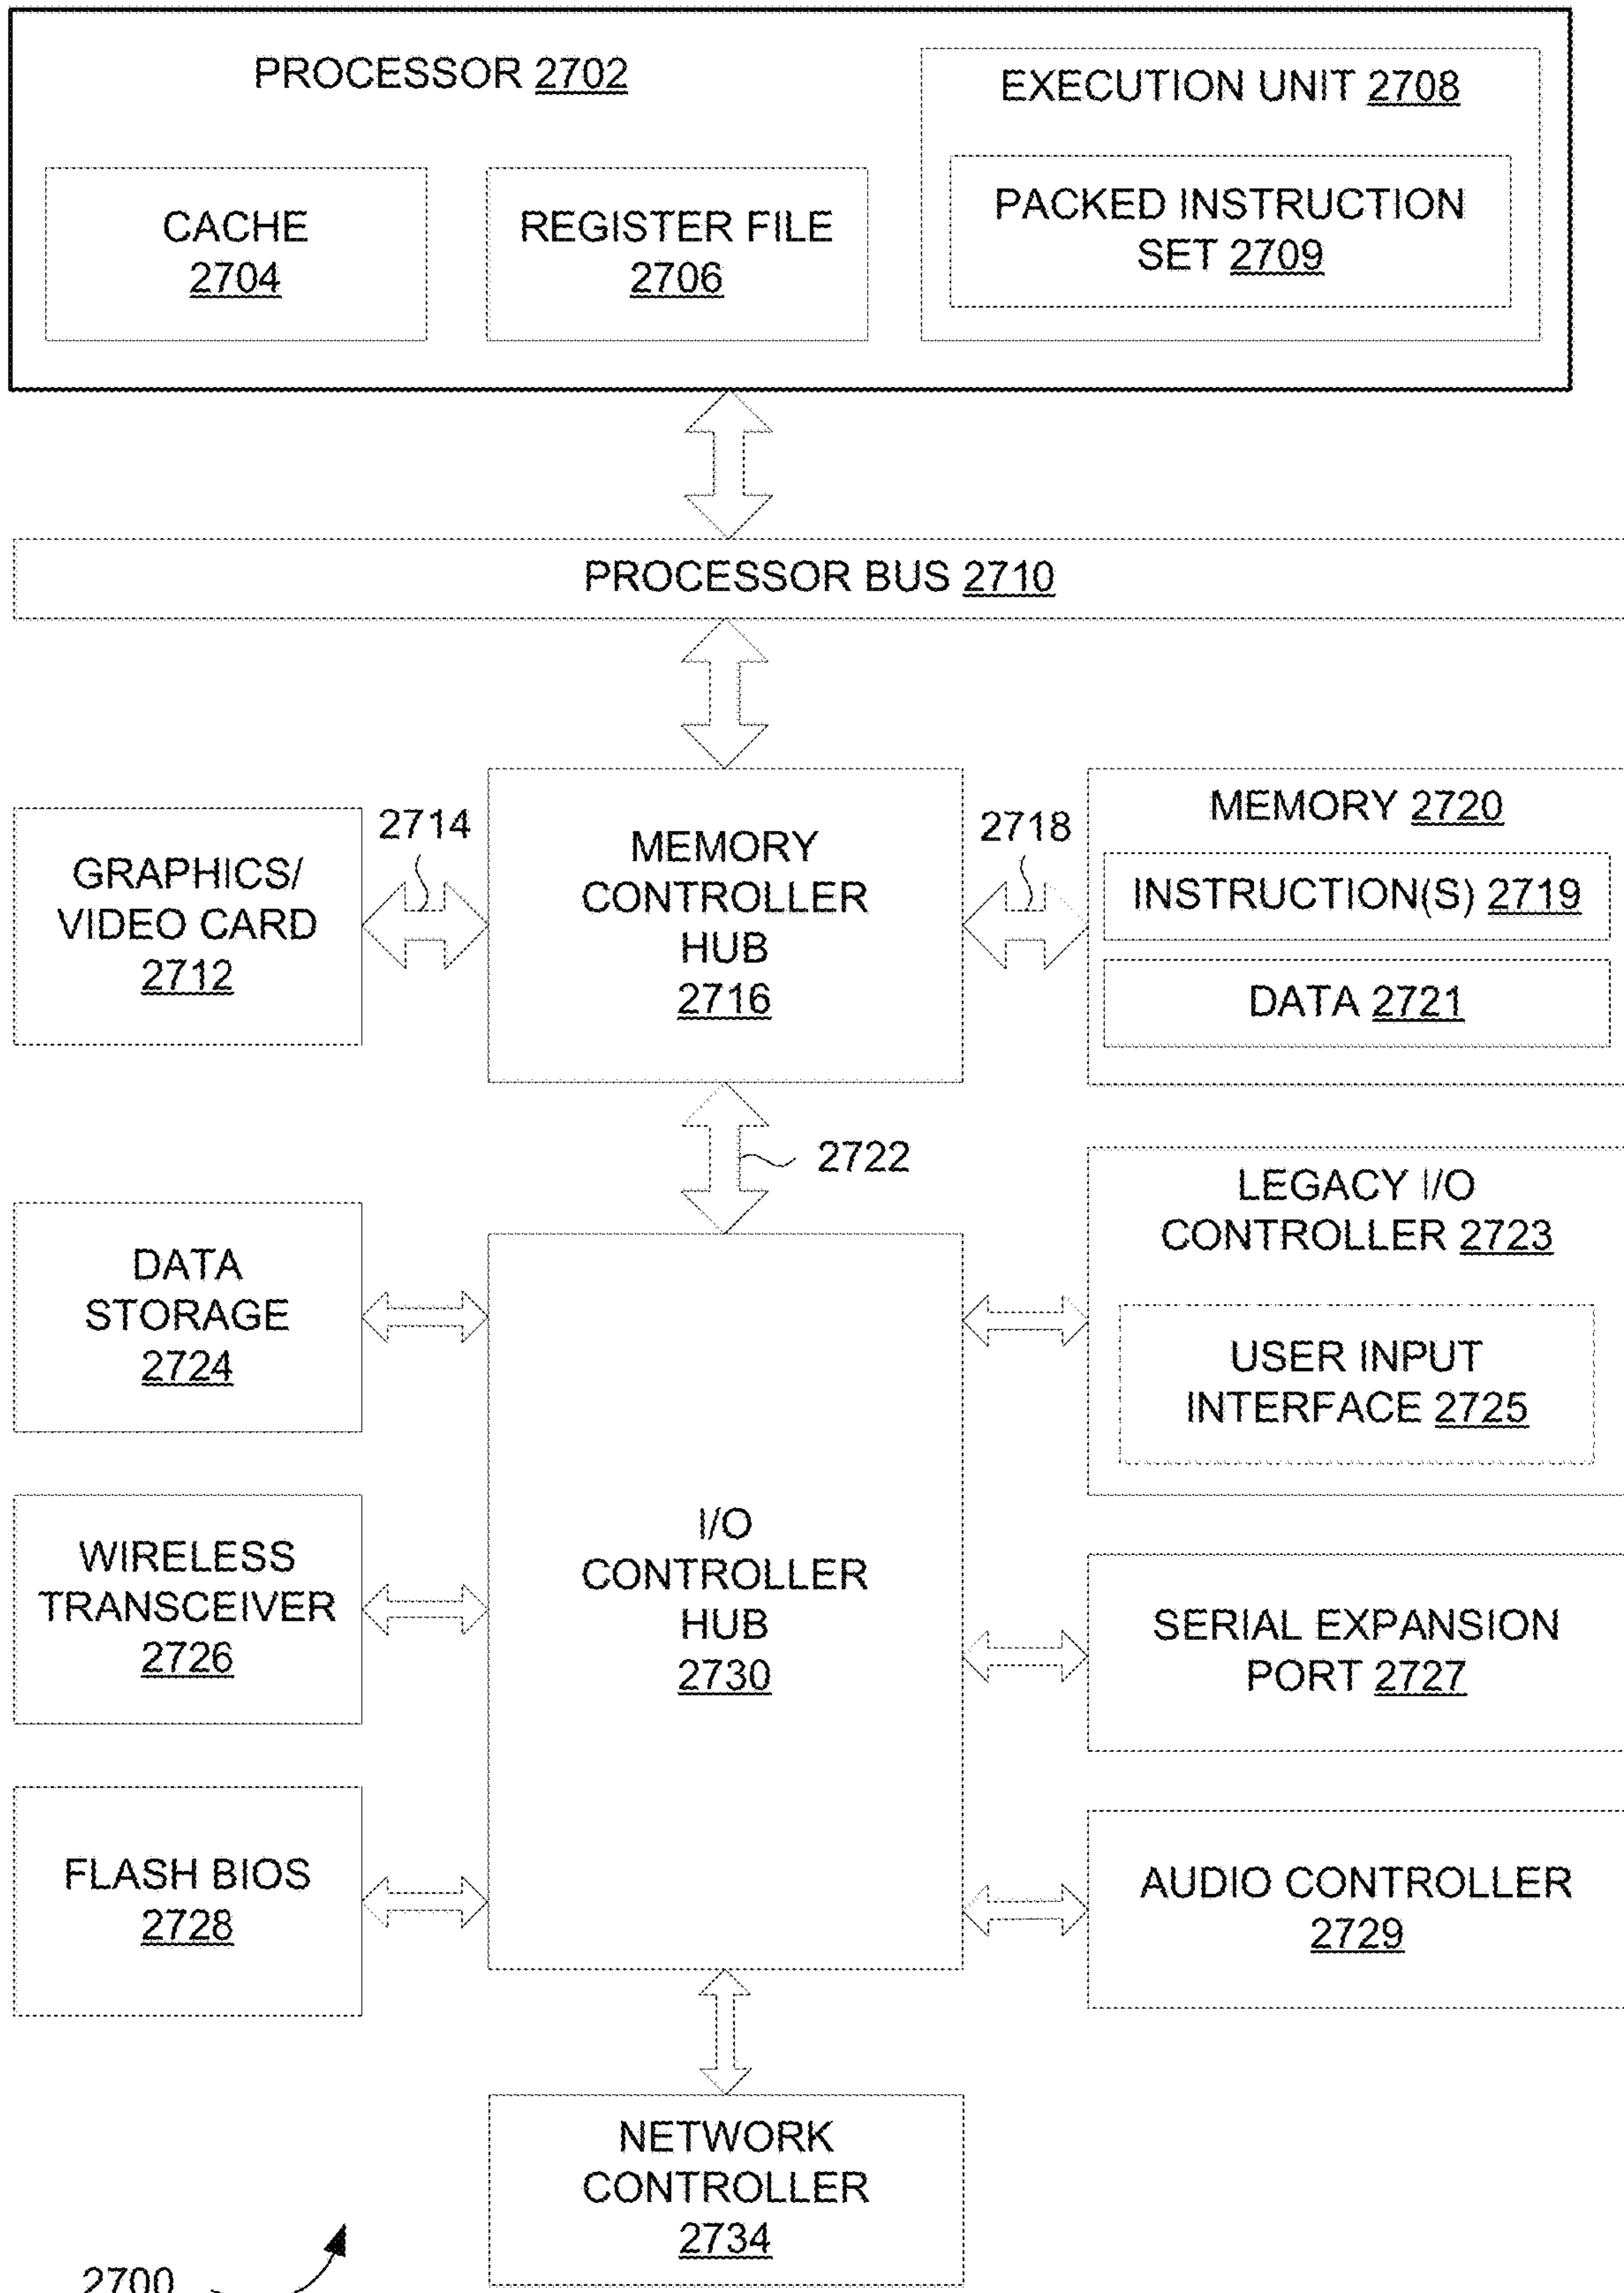 PROCESSOR 2702
EXECUTION UNIT 2708
PACKED INSTRUCTION
SET 2709
CACHE
2704
REGISTER FILE
2706
PROCESSOR BUS 2710
GRAPHICS/
VIDEO CARD
2712
2714
MEMORY
CONTROLLER
HUB
2716
2718
MEMORY 2720
INSTRUCTION(S) 2719
DATA 2721
2722
DATA
STORAGE
2724
LEGACY I/O
CONTROLLER 2723
USER INPUT
INTERFACE 2725
WIRELESS
TRANSCEIVER
2726
I/O
CONTROLLER
HUB
2730
SERIAL EXPANSION
PORT 2727
FLASH BIOS
2728
AUDIO CONTROLLER
2729
NETWORK
CONTROLLER
2734
2700